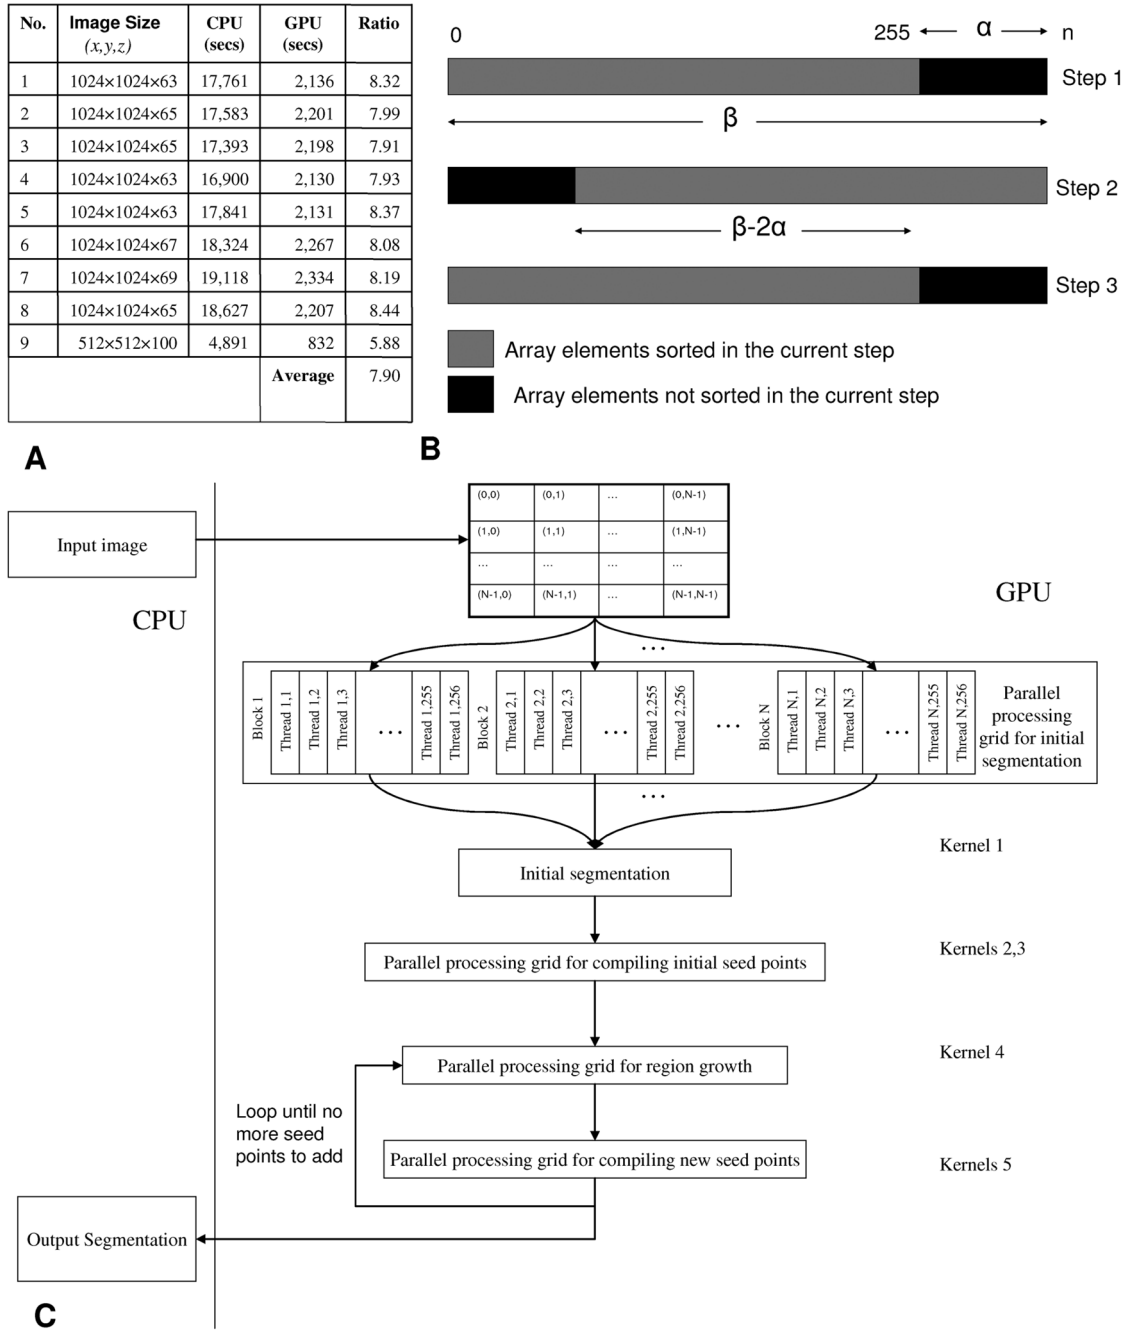 No. Image Size (x,y,z) CPU (secs) GPU (secs) Ratio
1 1024×1024×63 17,761 2,136 8.32
2 1024×1024×65 17,583 2,201 7.99
3 1024×1024×65 17,393 2,198 7.91
4 1024×1024×63 16,900 2,130 7.93
5 1024×1024×63 17,841 2,131 8.37
6 1024×1024×67 18,324 2,267 8.08
7 1024×1024×69 19,118 2,334 8.19
8 1024×1024×65 18,627 2,207 8.44
9 512×512×100 4,891 832 5.88
Average 7.90
A
0 255 α n
Step 1
β
Step 2
β-2α
Step 3
Array elements sorted in the current step
Array elements not sorted in the current step
B
Input image
CPU
GPU
(0,0) (0,1) ... (0,N-1)
(1,0) (1,1) ... (1,N-1)
... ... ... ...
(N-1,0) (N-1,1) ... (N-1,N-1)
...
Block 1
Thread 1,1
Thread 1,2
Thread 1,3
...
Thread 1,255
Thread 1,256
Block 2
Thread 2,1
Thread 2,2
Thread 2,3
...
Thread 2,255
Thread 2,256
...
Block N
Thread N,1
Thread N,2
Thread N,3
...
Thread N,255
Thread N,256
Parallel
processing
grid for initial
segmentation
...
Kernel 1
Initial segmentation
Kernels 2,3
Parallel processing grid for compiling initial seed points
Kernel 4
Parallel processing grid for region growth
Loop until no
more seed
points to add
Parallel processing grid for compiling new seed points
Kernels 5
Output Segmentation
C